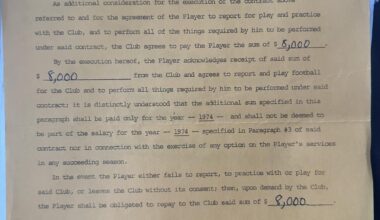 As additional consideration for the execution of the contract above
referred to and for the agreement of the Player to report for play and practice
with the Club, and to perform all of the things required by him to be performed
under said contract, the Club agrees to pay the Player the sum of $ 8,000 .
By the execution hereof, the Player acknowledges receipt of said sum of
$ 8,000 from the Club and agrees to report and play football
for the Club and to perform all things required by him to be performed under said
contract; it is distinctly understood that the additional sum specified in this
paragraph shall be paid only for the year — 1974 — and shall not be deemed to
be part of the salary for the year — 1974 — specified in Paragraph #3 of said
contract nor in connection with the exercise of any option on the Player's services
in any succeeding season.
In the event the Player either fails to report, to practice with or play for
said Club, or leaves the Club without its consent; then, upon demand by the Club,
the Player shall be obligated to repay to the Club said sum of $ 8,000 .